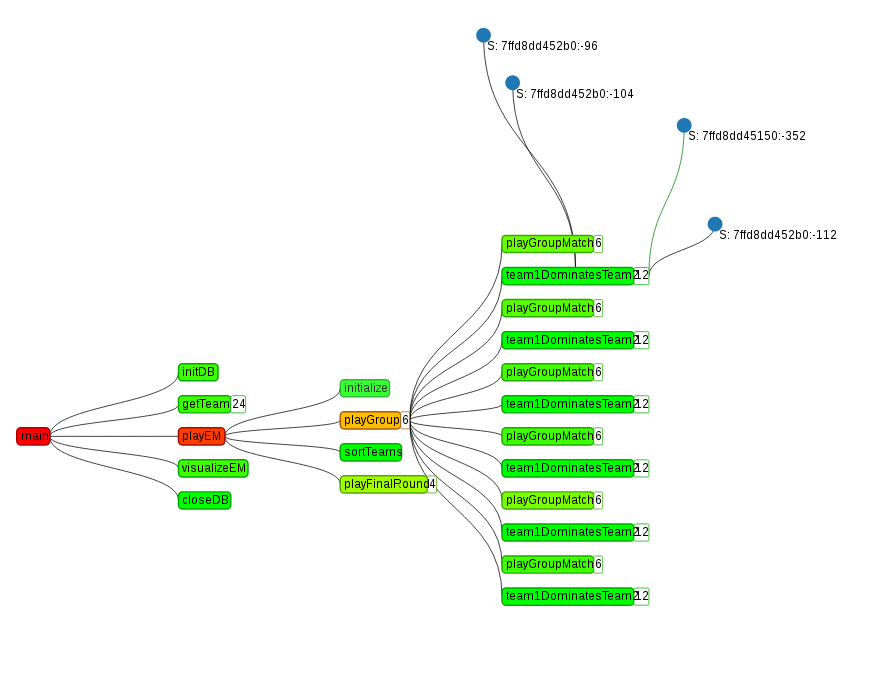 S: 7ffd8dd452b0:-96
S: 7ffd8dd452b0:-104
S: 7ffd8dd45150:-352
S: 7ffd8dd452b0:-112
playGroupMatch 6
team1DominatesTeam2 12
playGroupMatch 6
team1DominatesTeam2 12
playGroupMatch 6
team1DominatesTeam2 12
playGroupMatch 6
team1DominatesTeam2 12
playGroupMatch 6
team1DominatesTeam2 12
playGroupMatch 6
team1DominatesTeam2 12
initialize
playGroup 6
sortTeams
playFinalRound 4
initDB
getTeam 24
playEM
visualizeEM
closeDB
main